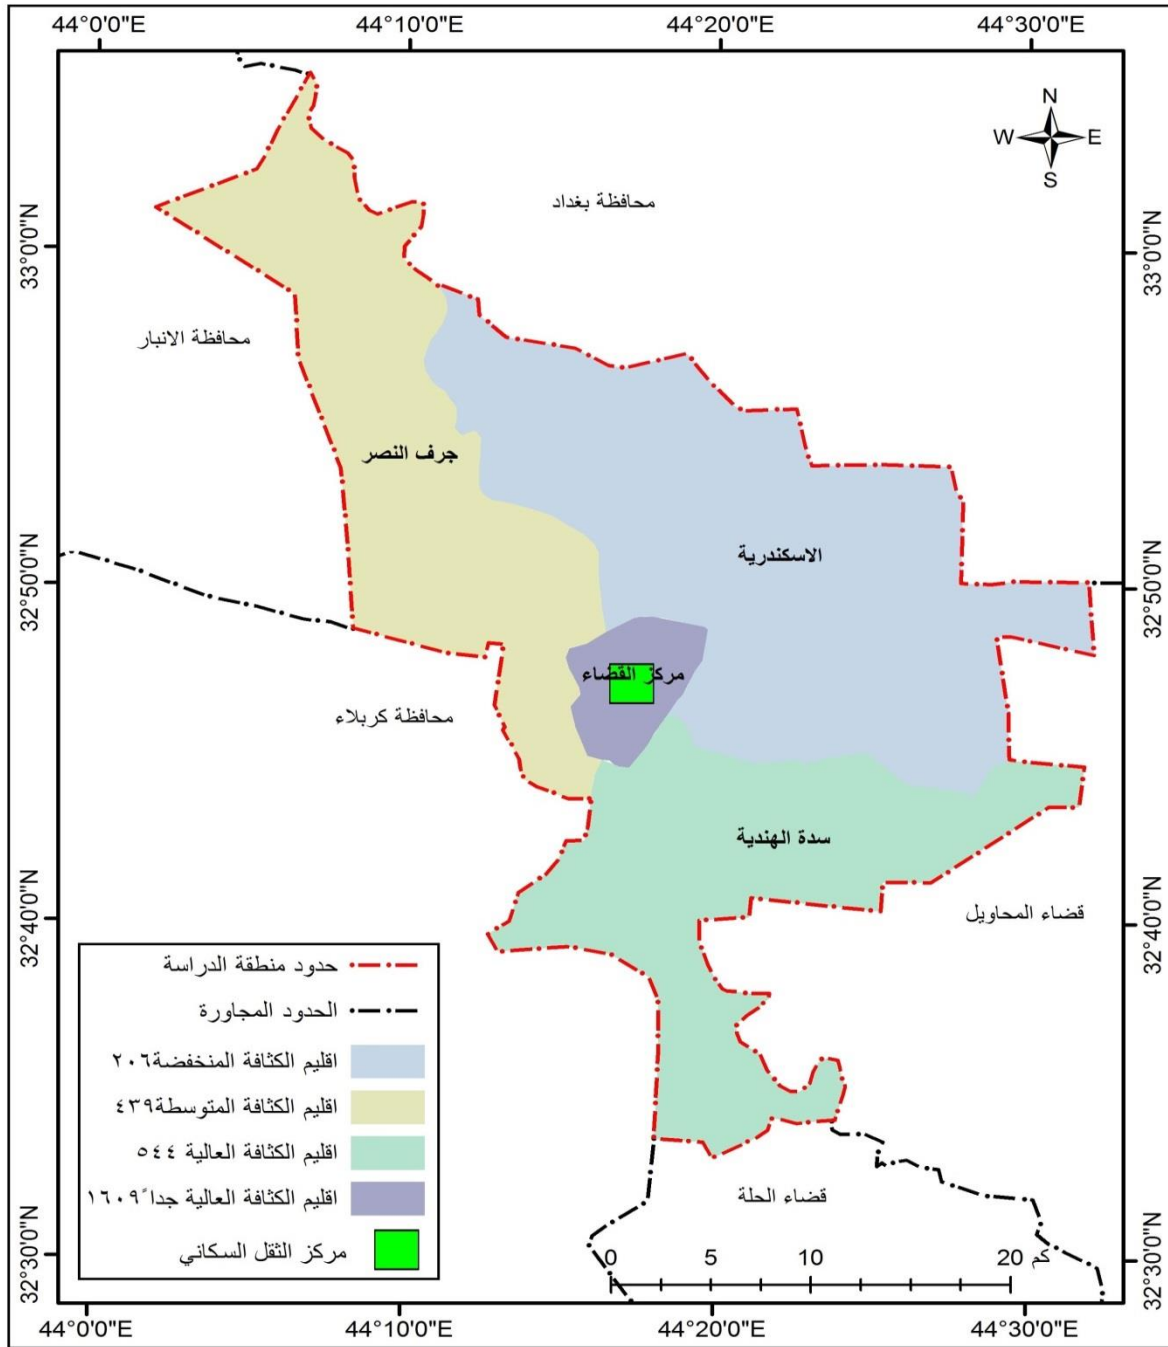 44°0'0"E
44°10'0"E
44°20'0"E
44°30'0"E
N
W
E
S
محافظة بغداد
33°0'0"N
33°0'0"N
محافظة الانبار
جرف النصر
الاسكندرية
32°50'0"N
32°50'0"N
مركز القضاء
محافظة كربلاء
سدة الهندية
قضاء المحاويل
32°40'0"N
32°40'0"N
حدود منطقة الدراسة
الحدود المجاورة
اقليم الكثافة المنخفضة٢٠٦
اقليم الكثافة المتوسطة٤٣٩
اقليم الكثافة العالية ٥٤٤
اقليم الكثافة العالية جداً١٦٠٩
مركز الثقل السكاني
قضاء الحلة
0 5 10 20 كم
32°30'0"N
32°30'0"N
44°0'0"E
44°10'0"E
44°20'0"E
44°30'0"E